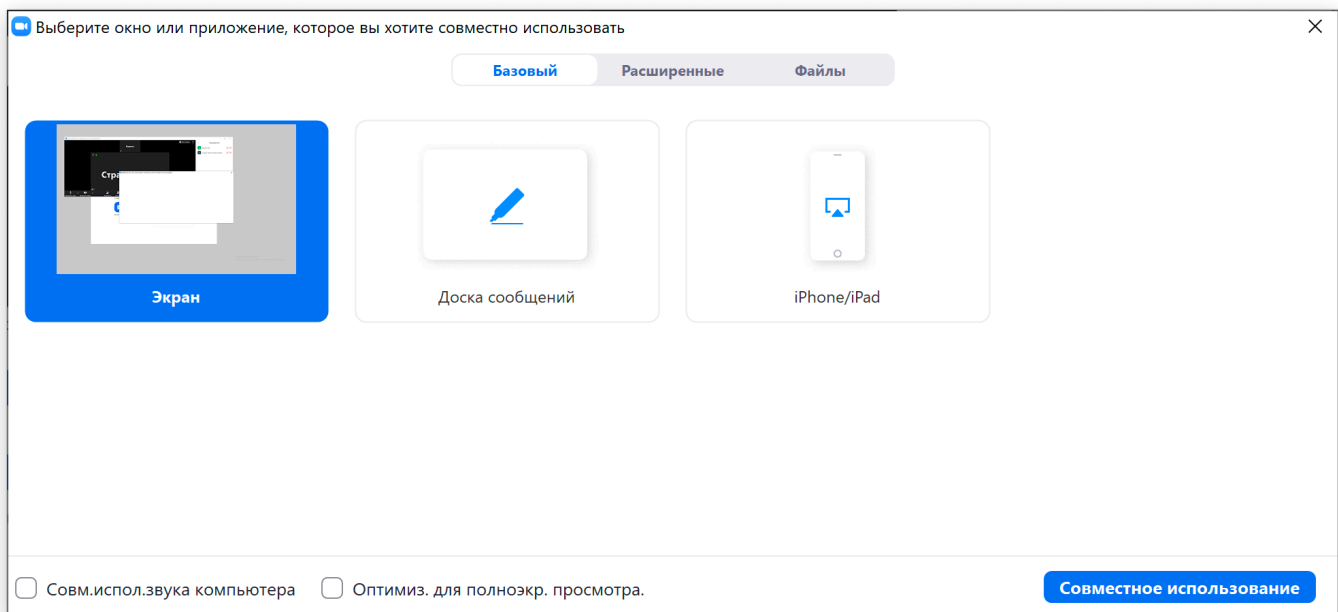 Выберите окно или приложение, которое вы хотите совместно использовать
Базовый Расширенные Файлы
Экран Доска сообщений iPhone/iPad
Совм.испол.звука компьютера Оптимиз. для полноэкр. просмотра. Совместное использование